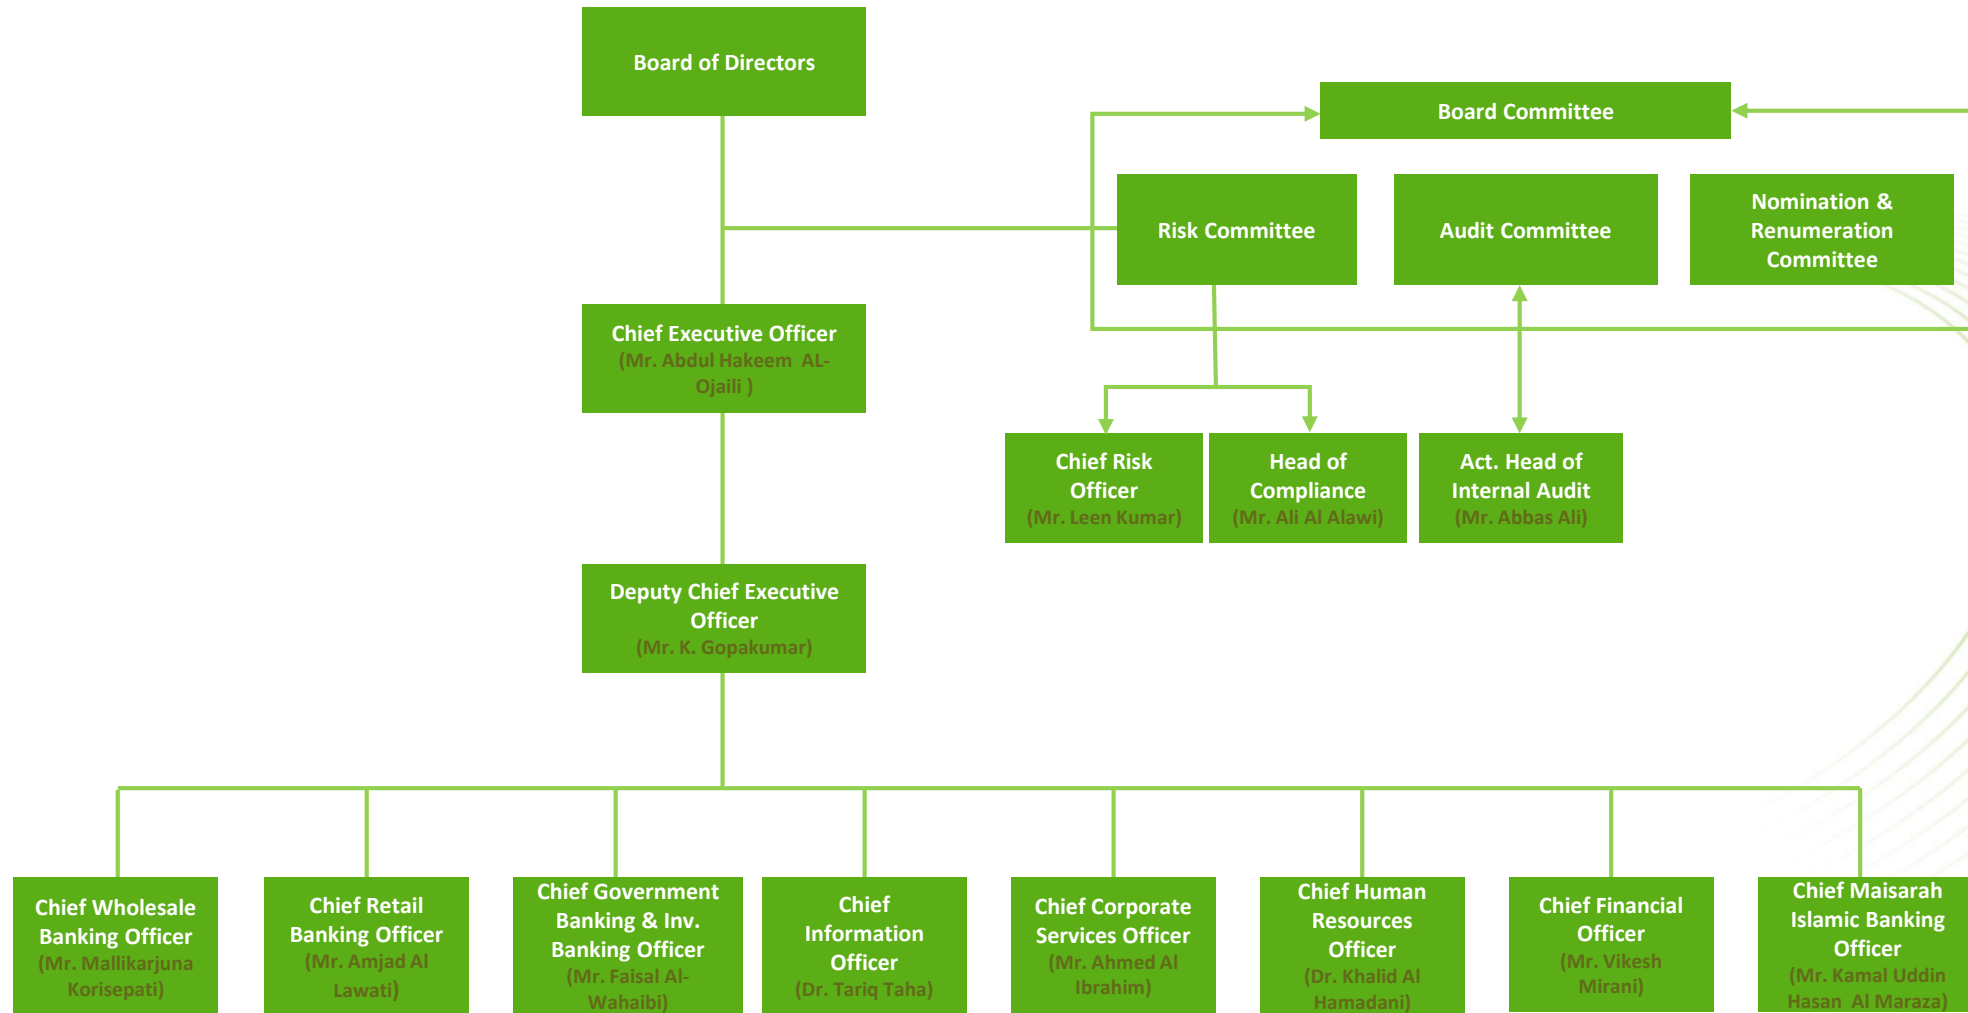 Board of Directors
Board Committee
Risk Committee
Audit Committee
Nomination &
Renumeration
Committee
Chief Executive Officer
(Mr. Abdul Hakeem  AL-
Ojaili )
Chief Risk
Officer
(Mr. Leen Kumar)
Head of
Compliance
(Mr. Ali Al Alawi)
Act. Head of
Internal Audit
(Mr. Abbas Ali)
Deputy Chief Executive
Officer
(Mr. K. Gopakumar)
Chief Wholesale
Banking Officer
(Mr. Mallikarjuna
Korisepati)
Chief Retail
Banking Officer
(Mr. Amjad Al
Lawati)
Chief Government
Banking & Inv.
Banking Officer
(Mr. Faisal Al-
Wahaibi)
Chief
Information
Officer
(Dr. Tariq Taha)
Chief Corporate
Services Officer
(Mr. Ahmed Al
Ibrahim)
Chief Human
Resources
Officer
(Dr. Khalid Al
Hamadani)
Chief Financial
Officer
(Mr. Vikesh
Mirani)
Chief Maisarah
Islamic Banking
Officer
(Mr. Kamal Uddin
Hasan  Al Maraza)